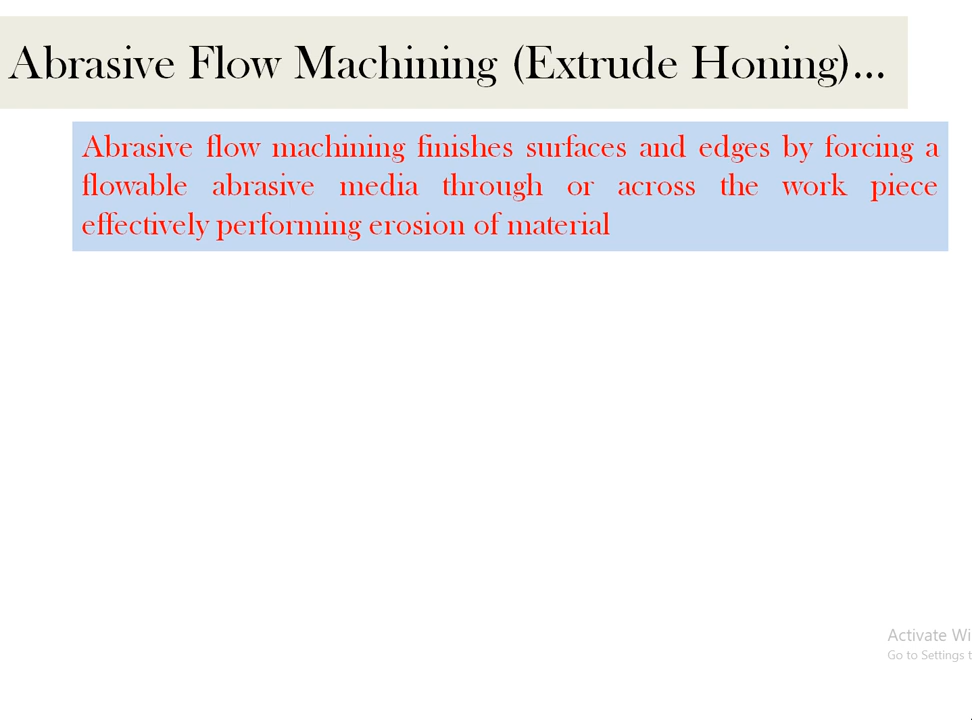 Abrasive Flow Machining (Extrude Honing)...
Abrasive flow machining finishes surfaces and edges by forcing a
flowable abrasive media through or across the work piece
effectively performing erosion of material
Activate Wi
Go to Settings t